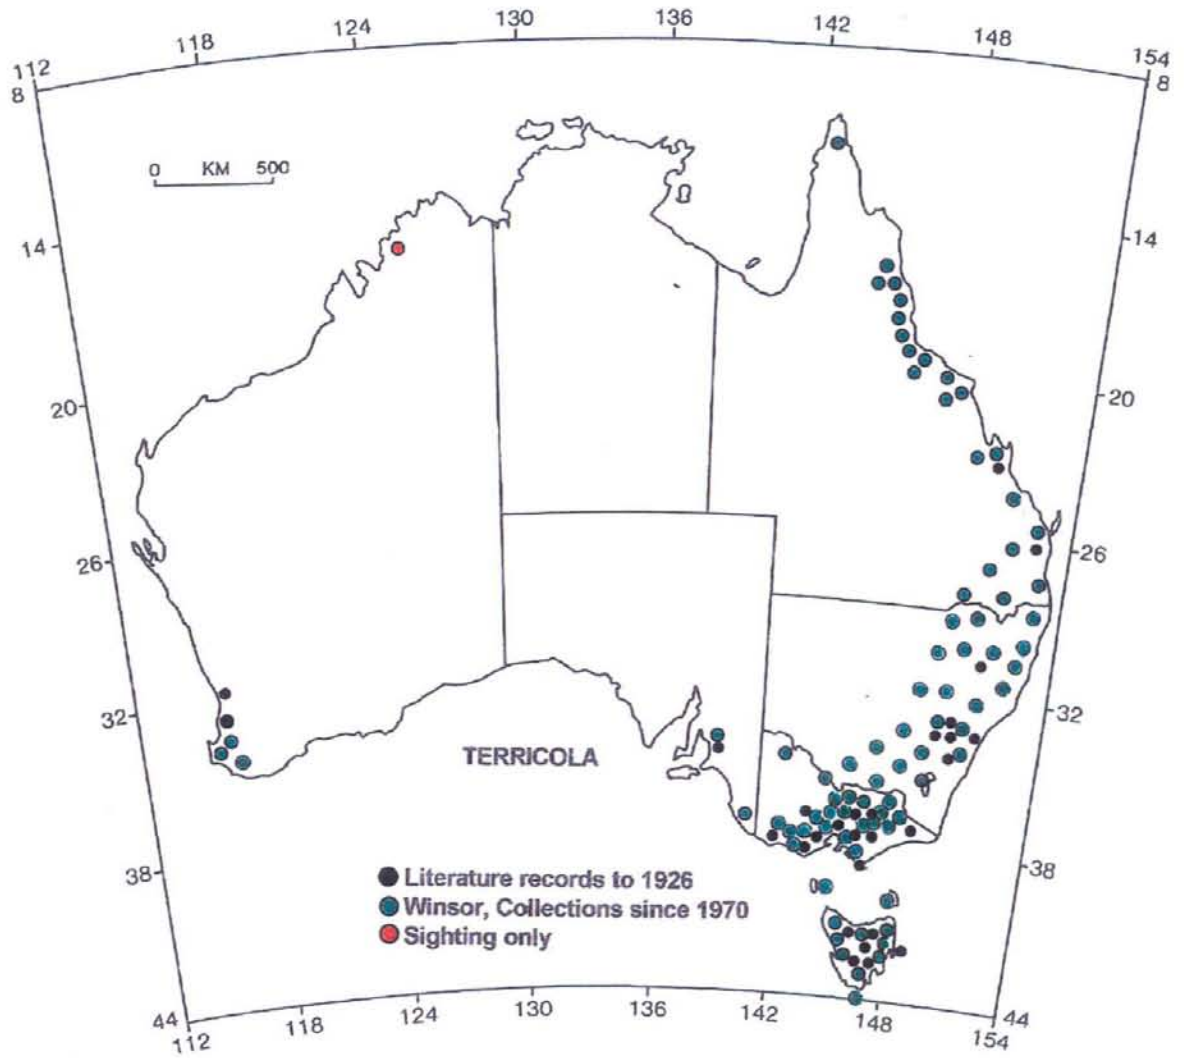 112 118 124 130 136 142 148 154
8 8
0 KM 500
14 14
20 20
26 26
32 32
TERRICOLA
38 38
Literature records to 1926
Winsor, Collections since 1970
Sighting only
44 44
112 118 124 130 136 142 148 154